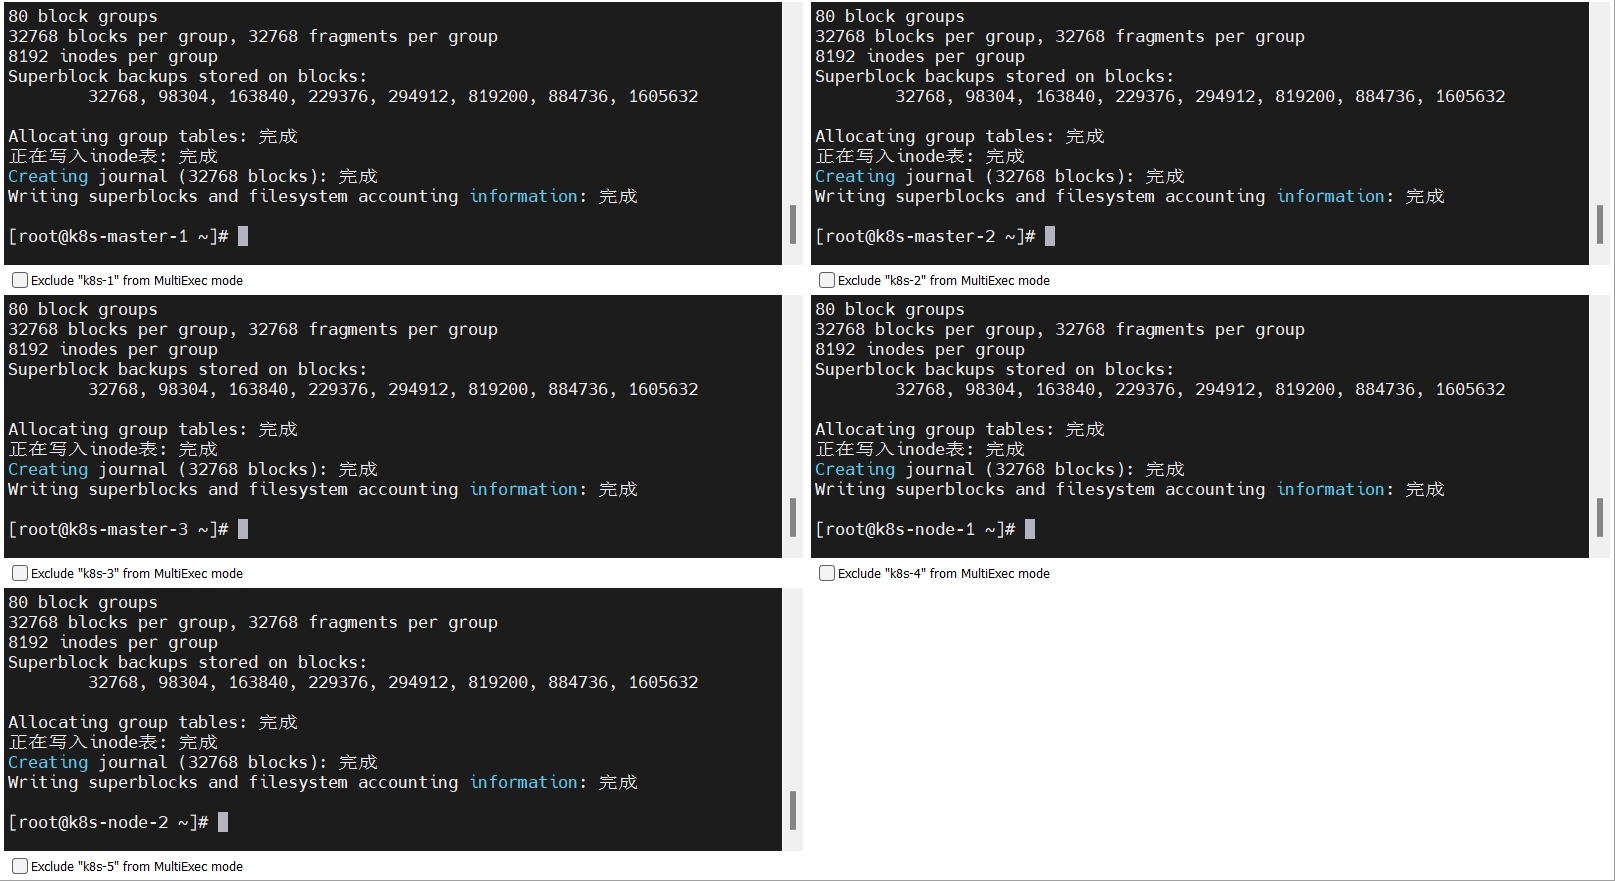 80 block groups
32768 blocks per group, 32768 fragments per group
8192 inodes per group
Superblock backups stored on blocks:
32768, 98304, 163840, 229376, 294912, 819200, 884736, 1605632
Allocating group tables: 完成
正在写入inode表: 完成
Creating journal (32768 blocks): 完成
Writing superblocks and filesystem accounting information: 完成
[root@k8s-master-1 ~]#
Exclude "k8s-1" from MultiExec mode
80 block groups
32768 blocks per group, 32768 fragments per group
8192 inodes per group
Superblock backups stored on blocks:
32768, 98304, 163840, 229376, 294912, 819200, 884736, 1605632
Allocating group tables: 完成
正在写入inode表: 完成
Creating journal (32768 blocks): 完成
Writing superblocks and filesystem accounting information: 完成
[root@k8s-master-2 ~]#
Exclude "k8s-2" from MultiExec mode
80 block groups
32768 blocks per group, 32768 fragments per group
8192 inodes per group
Superblock backups stored on blocks:
32768, 98304, 163840, 229376, 294912, 819200, 884736, 1605632
Allocating group tables: 完成
正在写入inode表: 完成
Creating journal (32768 blocks): 完成
Writing superblocks and filesystem accounting information: 完成
[root@k8s-master-3 ~]#
Exclude "k8s-3" from MultiExec mode
80 block groups
32768 blocks per group, 32768 fragments per group
8192 inodes per group
Superblock backups stored on blocks:
32768, 98304, 163840, 229376, 294912, 819200, 884736, 1605632
Allocating group tables: 完成
正在写入inode表: 完成
Creating journal (32768 blocks): 完成
Writing superblocks and filesystem accounting information: 完成
[root@k8s-node-1 ~]#
Exclude "k8s-4" from MultiExec mode
80 block groups
32768 blocks per group, 32768 fragments per group
8192 inodes per group
Superblock backups stored on blocks:
32768, 98304, 163840, 229376, 294912, 819200, 884736, 1605632
Allocating group tables: 完成
正在写入inode表: 完成
Creating journal (32768 blocks): 完成
Writing superblocks and filesystem accounting information: 完成
[root@k8s-node-2 ~]#
Exclude "k8s-5" from MultiExec mode